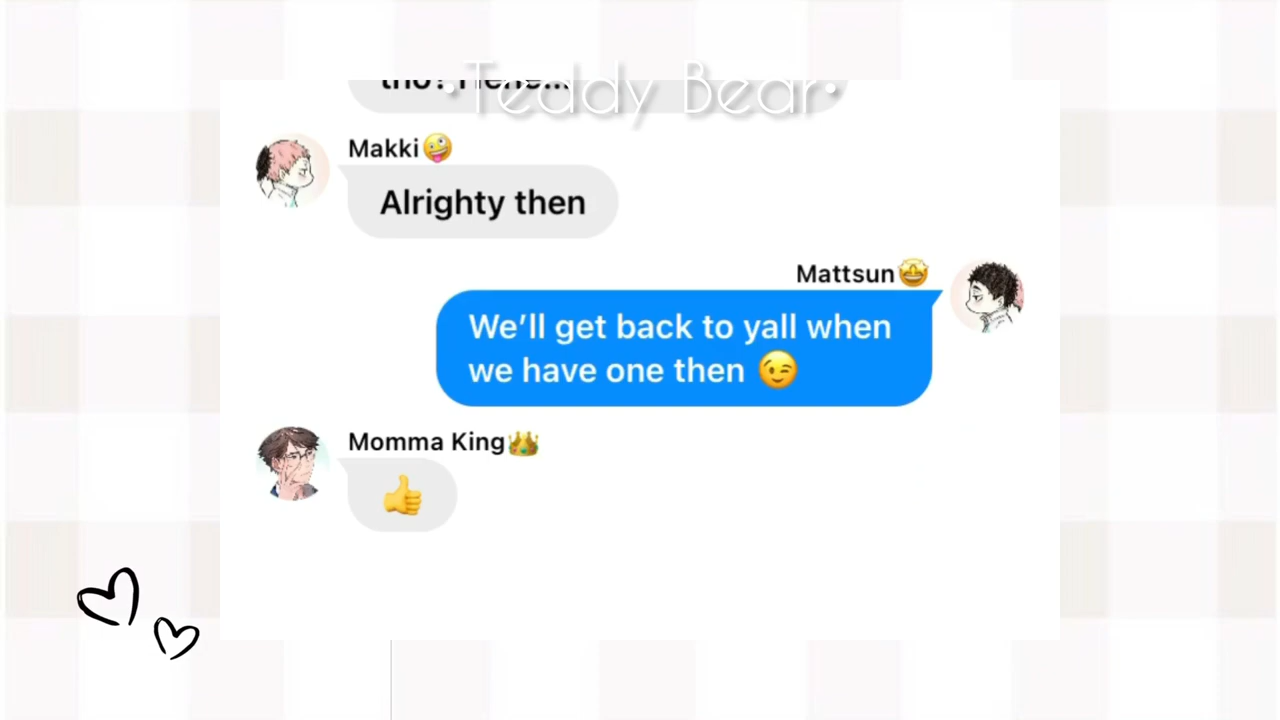 •Teddy Bear•
Makki🤪
Alrighty then
Mattsun🤩
We’ll get back to yall when
we have one then 😉
Momma King👑
👍